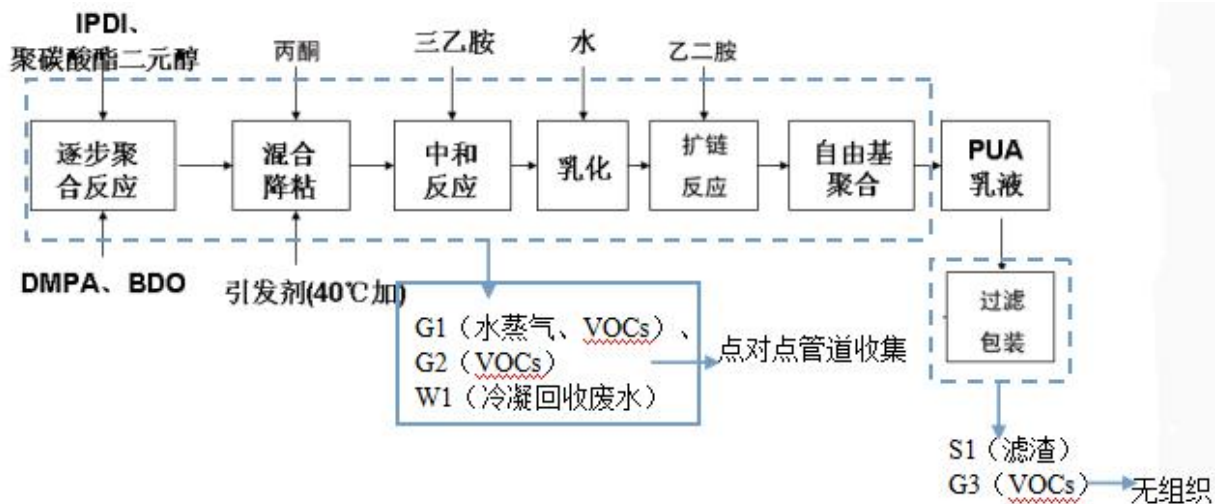 IPDI、
聚碳酸酯二元醇
丙酮
三乙胺
水
乙二胺
逐步聚
合反应
混合
降粘
中和
反应
乳化
扩链
反应
自由基
聚合
PUA
乳液
DMPA、BDO
引发剂(40℃加)
G1（水蒸气、VOCs）、
G2（VOCs）
W1（冷凝回收废水）
点对点管道收集
过滤
包装
S1（滤渣）
G3（VOCs）
无组织